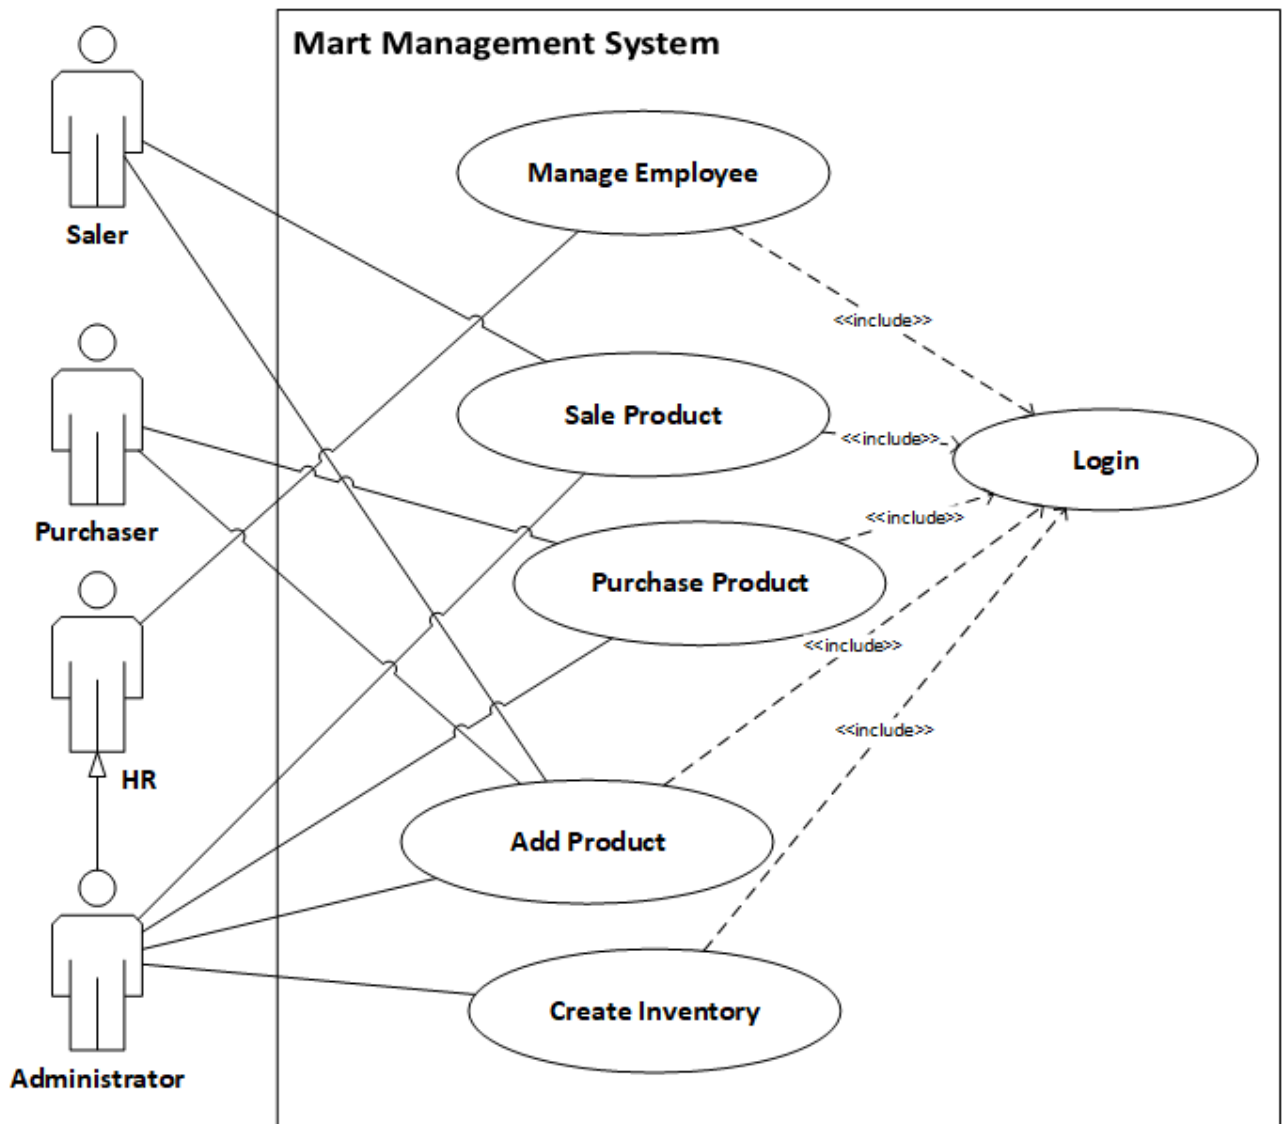 Mart Management System
Manage Employee
Saler
<<include>>
Sale Product
<<include>>
Login
Purchaser
<<include>>
Purchase Product
<<include>>
HR
<<include>>
Add Product
Create Inventory
Administrator